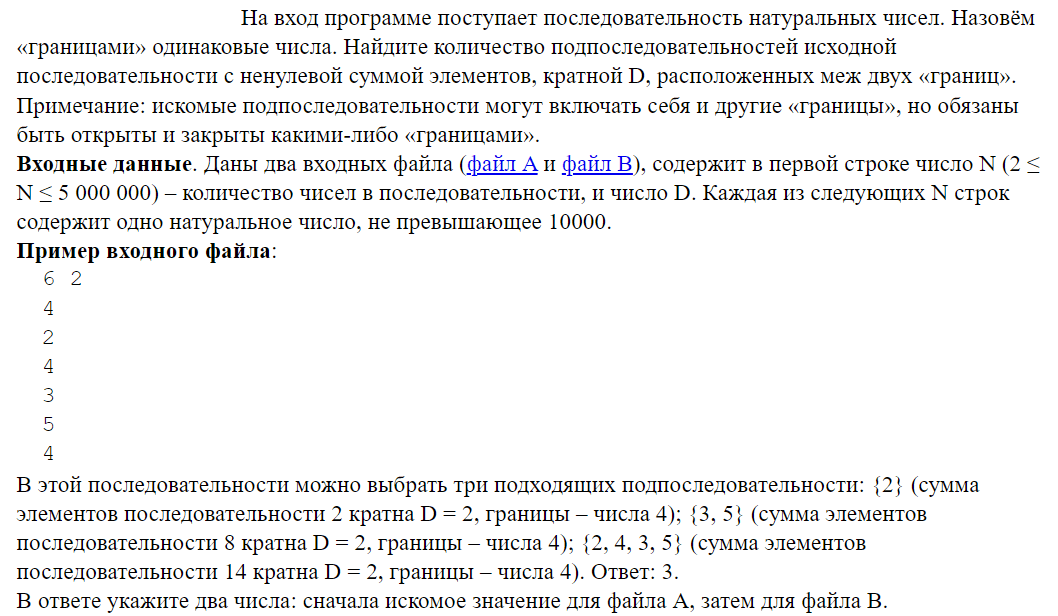 На вход программе поступает последовательность натуральных чисел. Назовём
«границами» одинаковые числа. Найдите количество подпоследовательностей исходной
последовательности с ненулевой суммой элементов, кратной D, расположенных меж двух «границ».
Примечание: искомые подпоследовательности могут включать себя и другие «границы», но обязаны
быть открыты и закрыты какими-либо «границами».
Входные данные. Даны два входных файла (файл A и файл B), содержит в первой строке число N (2 ≤
N ≤ 5 000 000) – количество чисел в последовательности, и число D. Каждая из следующих N строк
содержит одно натуральное число, не превышающее 10000.
Пример входного файла:
6 2
4
2
4
3
5
4
В этой последовательности можно выбрать три подходящих подпоследовательности: {2} (сумма
элементов последовательности 2 кратна D = 2, границы – числа 4); {3, 5} (сумма элементов
последовательности 8 кратна D = 2, границы – числа 4); {2, 4, 3, 5} (сумма элементов
последовательности 14 кратна D = 2, границы – числа 4). Ответ: 3.
В ответе укажите два числа: сначала искомое значение для файла А, затем для файла B.